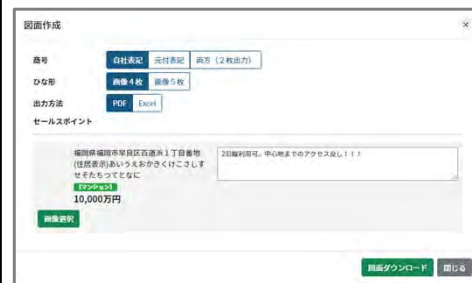 図面作成
×
商号
自社表記 元付表記 両方（2枚出力）
ひな形
画像4枚 画像5枚
出力方法
PDF Excel
セールスポイント
福岡県福岡市早良区百道浜1丁目番地
(住居表示)あいうえおかきくけこさしす
せそたちつてとなに
【マンション】
10,000万円
2沿線利用可。中心地までのアクセス良し！！！
画像選択
図面ダウンロード 閉じる